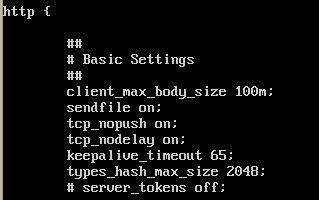 http {
##
# Basic Settings
##
client_max_body_size 100m;
sendfile on;
tcp_nopush on;
tcp_nodelay on;
keepalive_timeout 65;
types_hash_max_size 2048;
# server_tokens off;